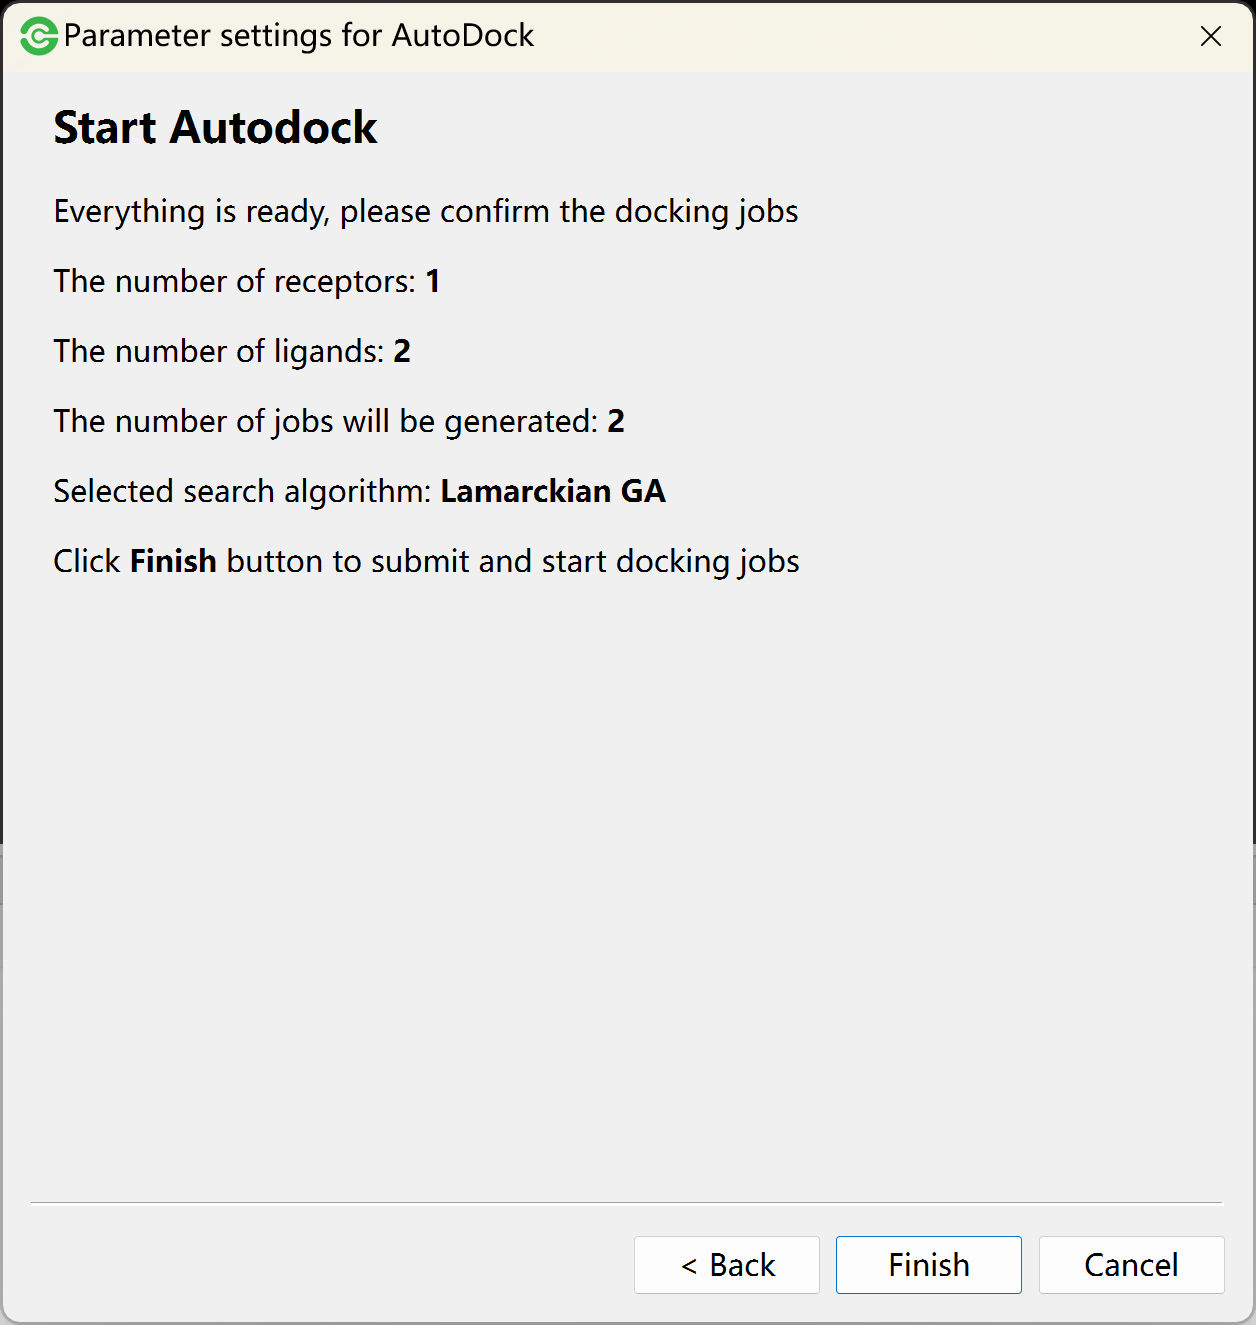 Parameter settings for AutoDock
Start Autodock
Everything is ready, please confirm the docking jobs
The number of receptors: 1
The number of ligands: 2
The number of jobs will be generated: 2
Selected search algorithm: Lamarckian GA
Click Finish button to submit and start docking jobs
< Back
Finish
Cancel